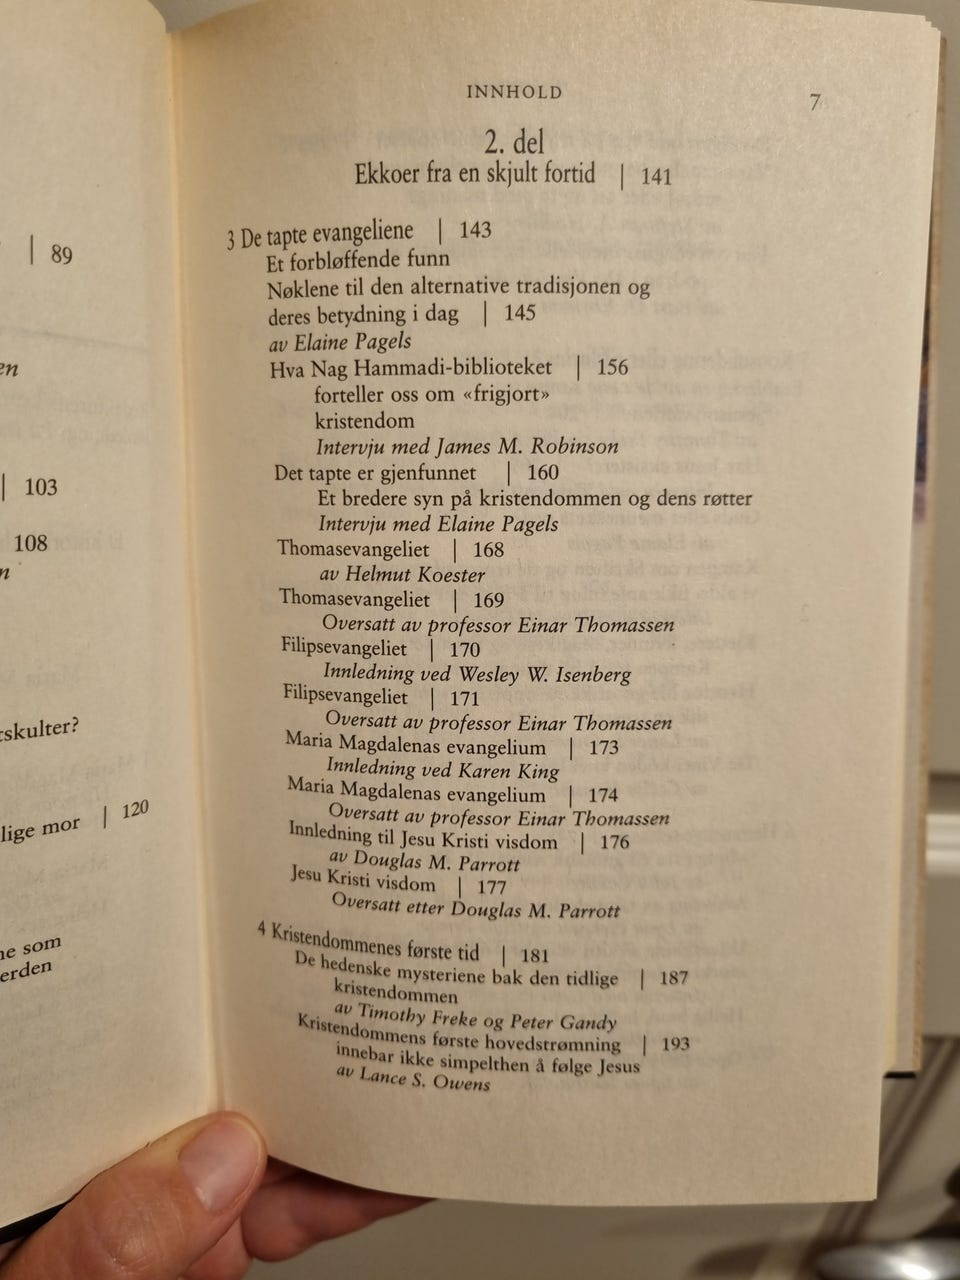 | 89
en
| 103
108
n
tskulter?
lige mor | 120
ne som
erden
INNHOLD
7
2. del
Ekkoer fra en skjult fortid | 141
3 De tapte evangeliene | 143
Et forbløffende funn
Nøklene til den alternative tradisjonen og
deres betydning i dag | 145
av Elaine Pagels
Hva Nag Hammadi-biblioteket | 156
forteller oss om «frigjort»
kristendom
Intervju med James M. Robinson
Det tapte er gjenfunnet | 160
Et bredere syn på kristendommen og dens røtter
Intervju med Elaine Pagels
Thomasevangeliet | 168
av Helmut Koester
Thomasevangeliet | 169
Oversatt av professor Einar Thomassen
Filipsevangeliet | 170
Innledning ved Wesley W. Isenberg
Filipsevangeliet | 171
Oversatt av professor Einar Thomassen
Maria Magdalenas evangelium | 173
Innledning ved Karen King
Maria Magdalenas evangelium | 174
Oversatt av professor Einar Thomassen
Innledning til Jesu Kristi visdom | 176
av Douglas M. Parrott
Jesu Kristi visdom | 177
Oversatt etter Douglas M. Parrott
4 Kristendommenes første tid | 181
De hedenske mysteriene bak den tidlige | 187
kristendommen
av Timothy Freke og Peter Gandy
Kristendommens første hovedstrømning | 193
innebar ikke simpelthen å følge Jesus
av Lance S. Owens